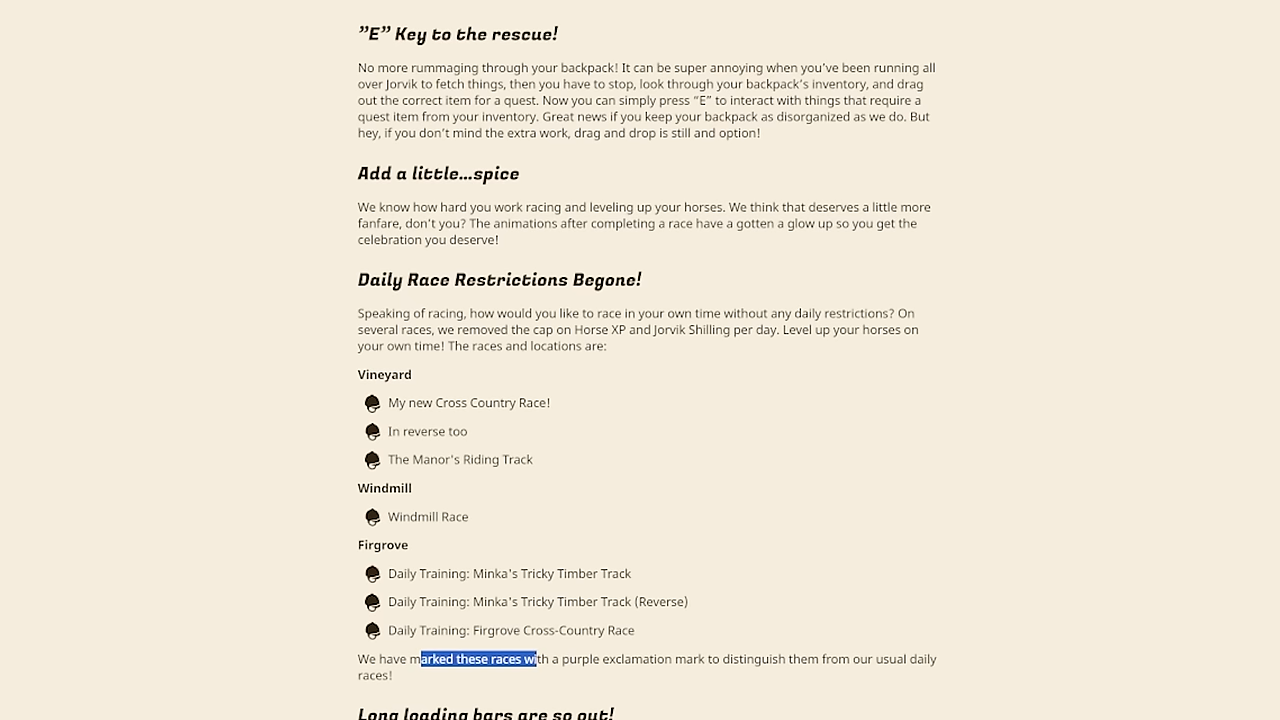 ”E” Key to the rescue!
No more rummaging through your backpack! It can be super annoying when you’ve been running all
over Jorvik to fetch things, then you have to stop, look through your backpack’s inventory, and drag
out the correct item for a quest. Now you can simply press “E” to interact with things that require a
quest item from your inventory. Great news if you keep your backpack as disorganized as we do. But
hey, if you don’t mind the extra work, drag and drop is still and option!
Add a little...spice
We know how hard you work racing and leveling up your horses. We think that deserves a little more
fanfare, don't you? The animations after completing a race have a gotten a glow up so you get the
celebration you deserve!
Daily Race Restrictions Begone!
Speaking of racing, how would you like to race in your own time without any daily restrictions? On
several races, we removed the cap on Horse XP and Jorvik Shilling per day. Level up your horses on
your own time! The races and locations are:
Vineyard
My new Cross Country Race!
In reverse too
The Manor's Riding Track
Windmill
Windmill Race
Firgrove
Daily Training: Minka's Tricky Timber Track
Daily Training: Minka's Tricky Timber Track (Reverse)
Daily Training: Firgrove Cross-Country Race
We have marked these races with a purple exclamation mark to distinguish them from our usual daily
races!
Long loading bars are so out!